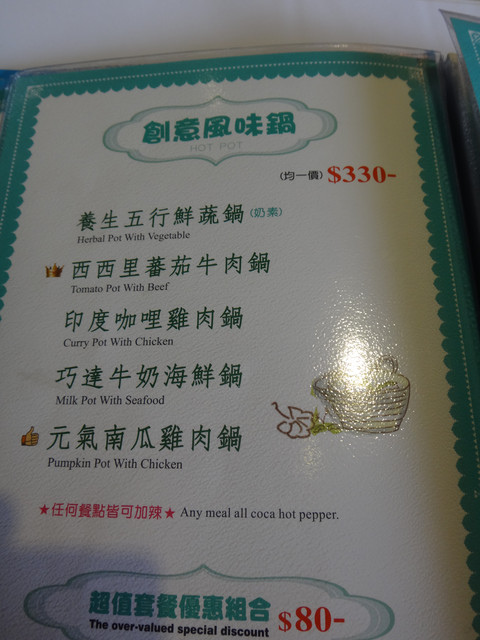 創意風味鍋
HOT POT
(均一價) $330-
養生五行鮮蔬鍋 (奶素)
Herbal Pot With Vegetable
西西里蕃茄牛肉鍋
Tomato Pot With Beef
印度咖哩雞肉鍋
Curry Pot With Chicken
巧達牛奶海鮮鍋
Milk Pot With Seafood
元氣南瓜雞肉鍋
Pumpkin Pot With Chicken
★任何餐點皆可加辣★ Any meal all coca hot pepper.
超值套餐優惠組合 $80-
The over-valued special discount